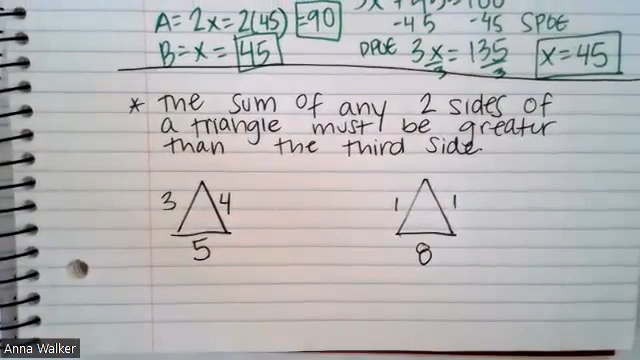 A=2x=2(45)=90
-45 -45 SPOE
B=x=45
DPOE 3x=135 x=45
3 3
* The sum of any 2 sides of
a triangle must be greater
than the third side.
3 4
5
1 1
8
Anna Walker